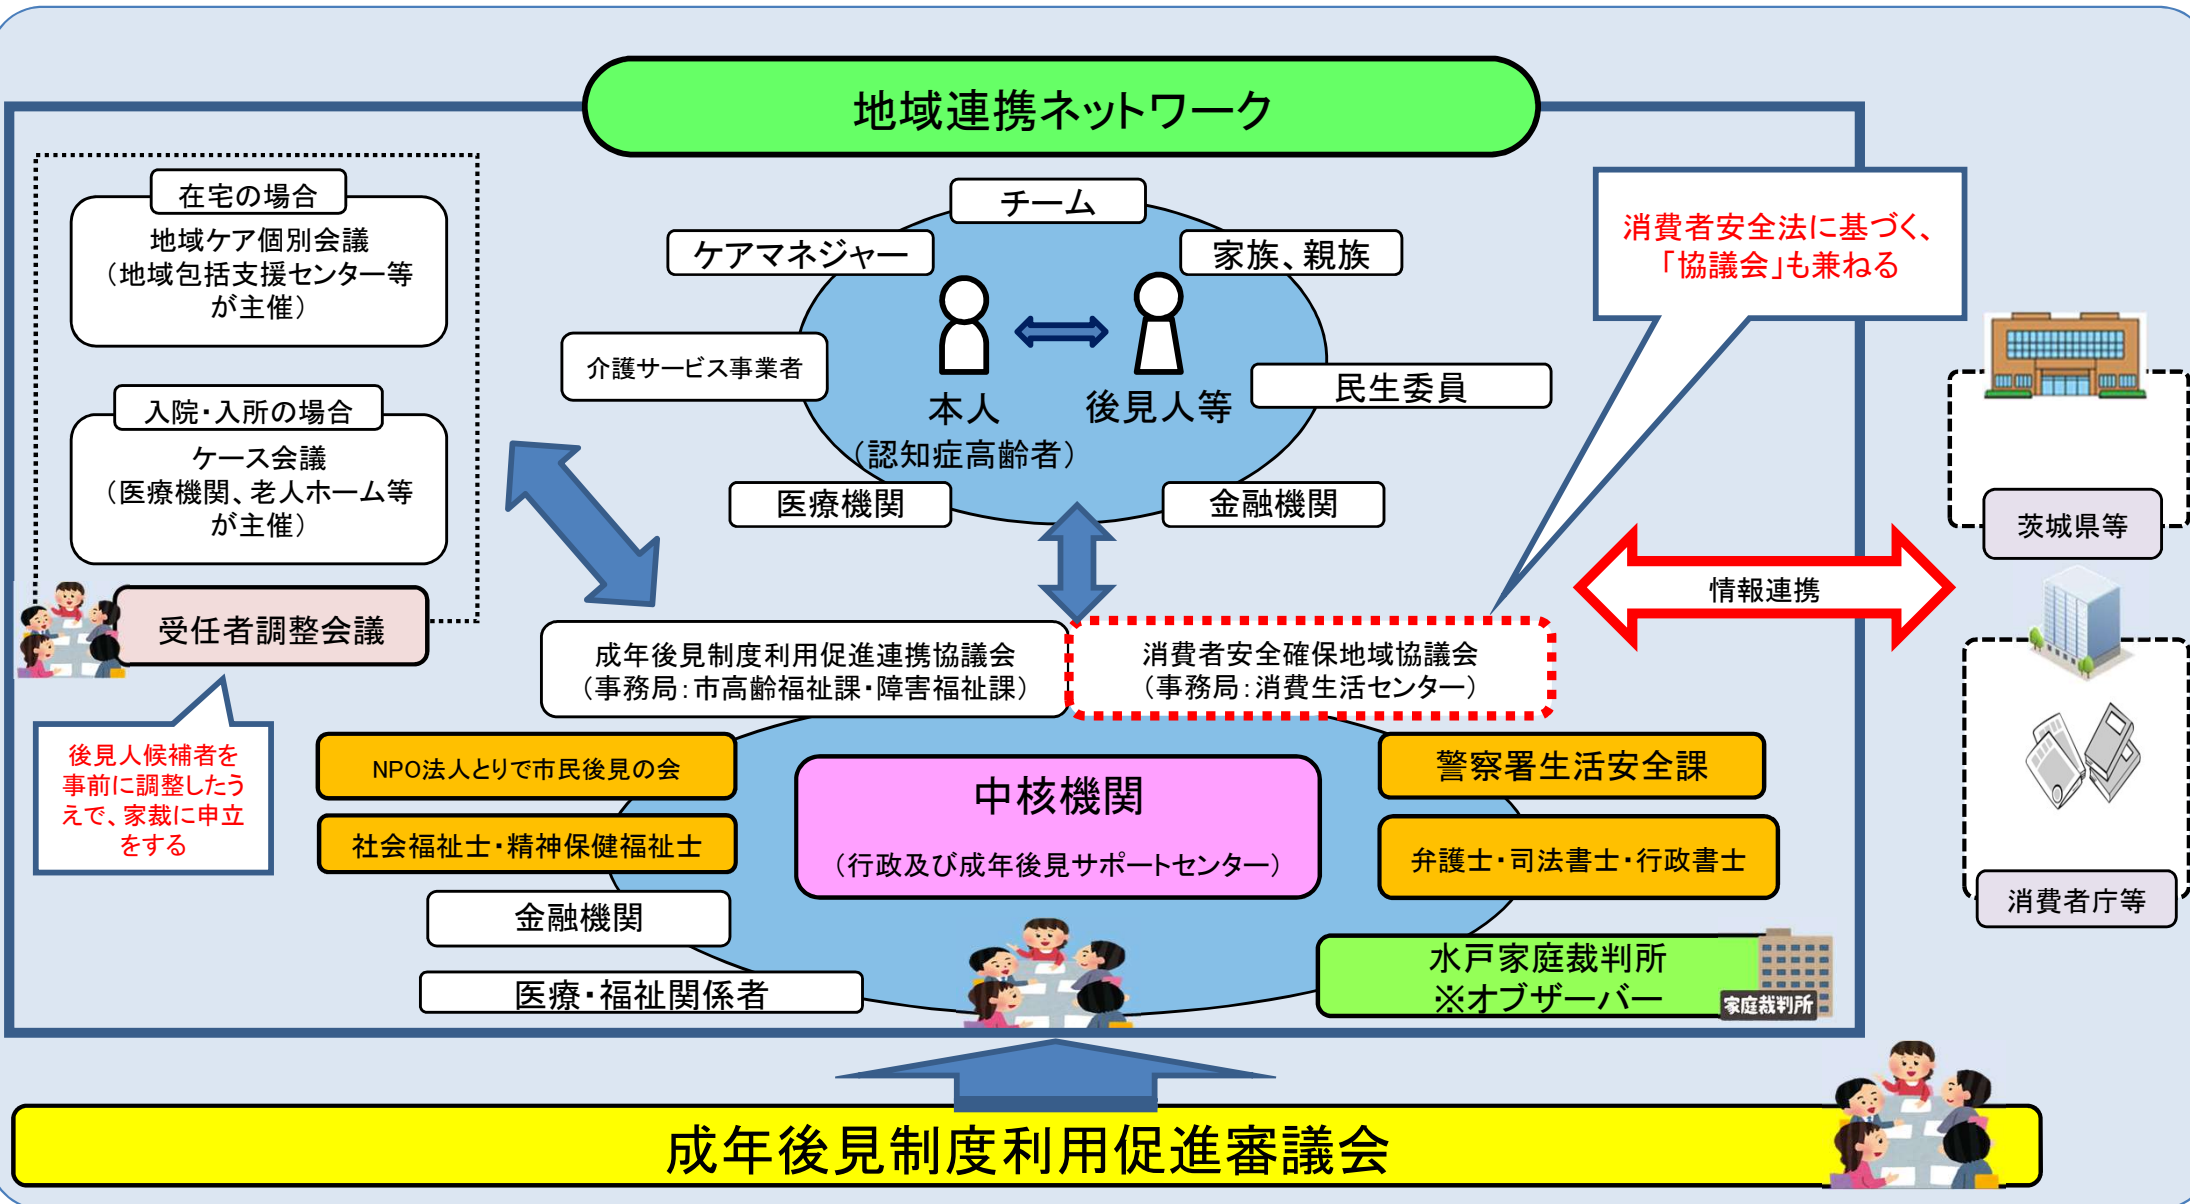 地域連携ネットワーク
在宅の場合
地域ケア個別会議
（地域包括支援センター等
が主催）
入院・入所の場合
ケース会議
（医療機関、老人ホーム等
が主催）
受任者調整会議
後見人候補者を
事前に調整したう
えで、家裁に申立
をする
チーム
ケアマネジャー
家族、親族
介護サービス事業者
民生委員
本人
後見人等
（認知症高齢者）
医療機関
金融機関
消費者安全法に基づく、
「協議会」も兼ねる
茨城県等
情報連携
消費者庁等
成年後見制度利用促進連携協議会
（事務局：市高齢福祉課・障害福祉課）
消費者安全確保地域協議会
（事務局：消費生活センター）
NPO法人とりで市民後見の会
社会福祉士・精神保健福祉士
金融機関
医療・福祉関係者
中核機関
（行政及び成年後見サポートセンター）
警察署生活安全課
弁護士・司法書士・行政書士
水戸家庭裁判所
※オブザーバー
家庭裁判所
成年後見制度利用促進審議会